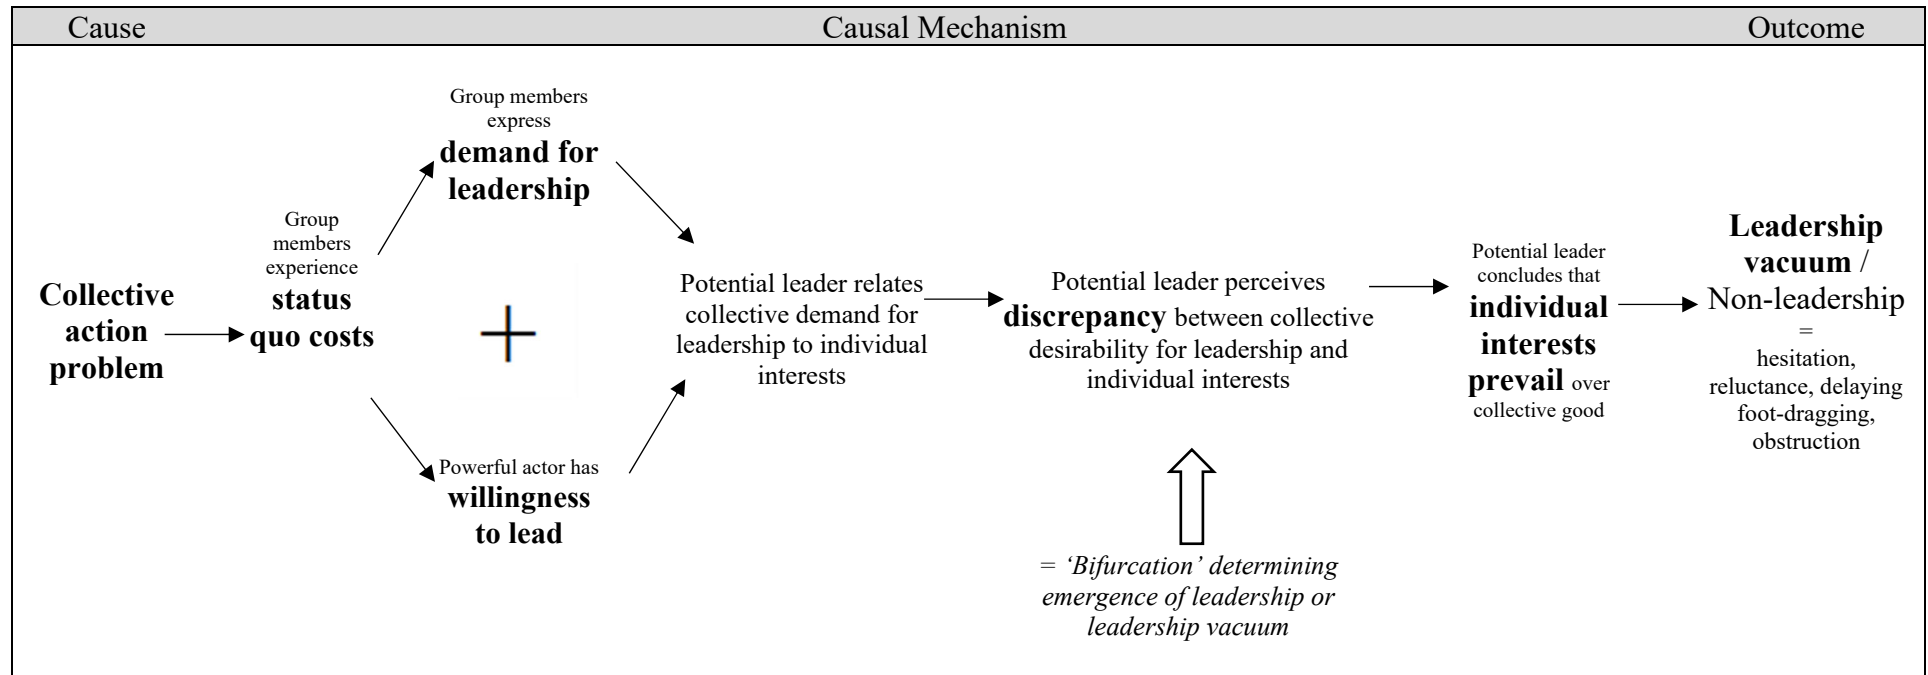 Cause
Causal Mechanism
Outcome
Collective
action
problem
Group
members
experience
status
quo costs
Group members
express
demand for
leadership
+
Powerful actor has
willingness
to lead
Potential leader relates
collective demand for
leadership to individual
interests
Potential leader perceives
discrepancy between collective
desirability for leadership and
individual interests
= ‘Bifurcation’ determining
emergence of leadership or
leadership vacuum
Potential leader
concludes that
individual
interests
prevail over
collective good
Leadership
vacuum /
Non-leadership
=
hesitation,
reluctance, delaying
foot-dragging,
obstruction